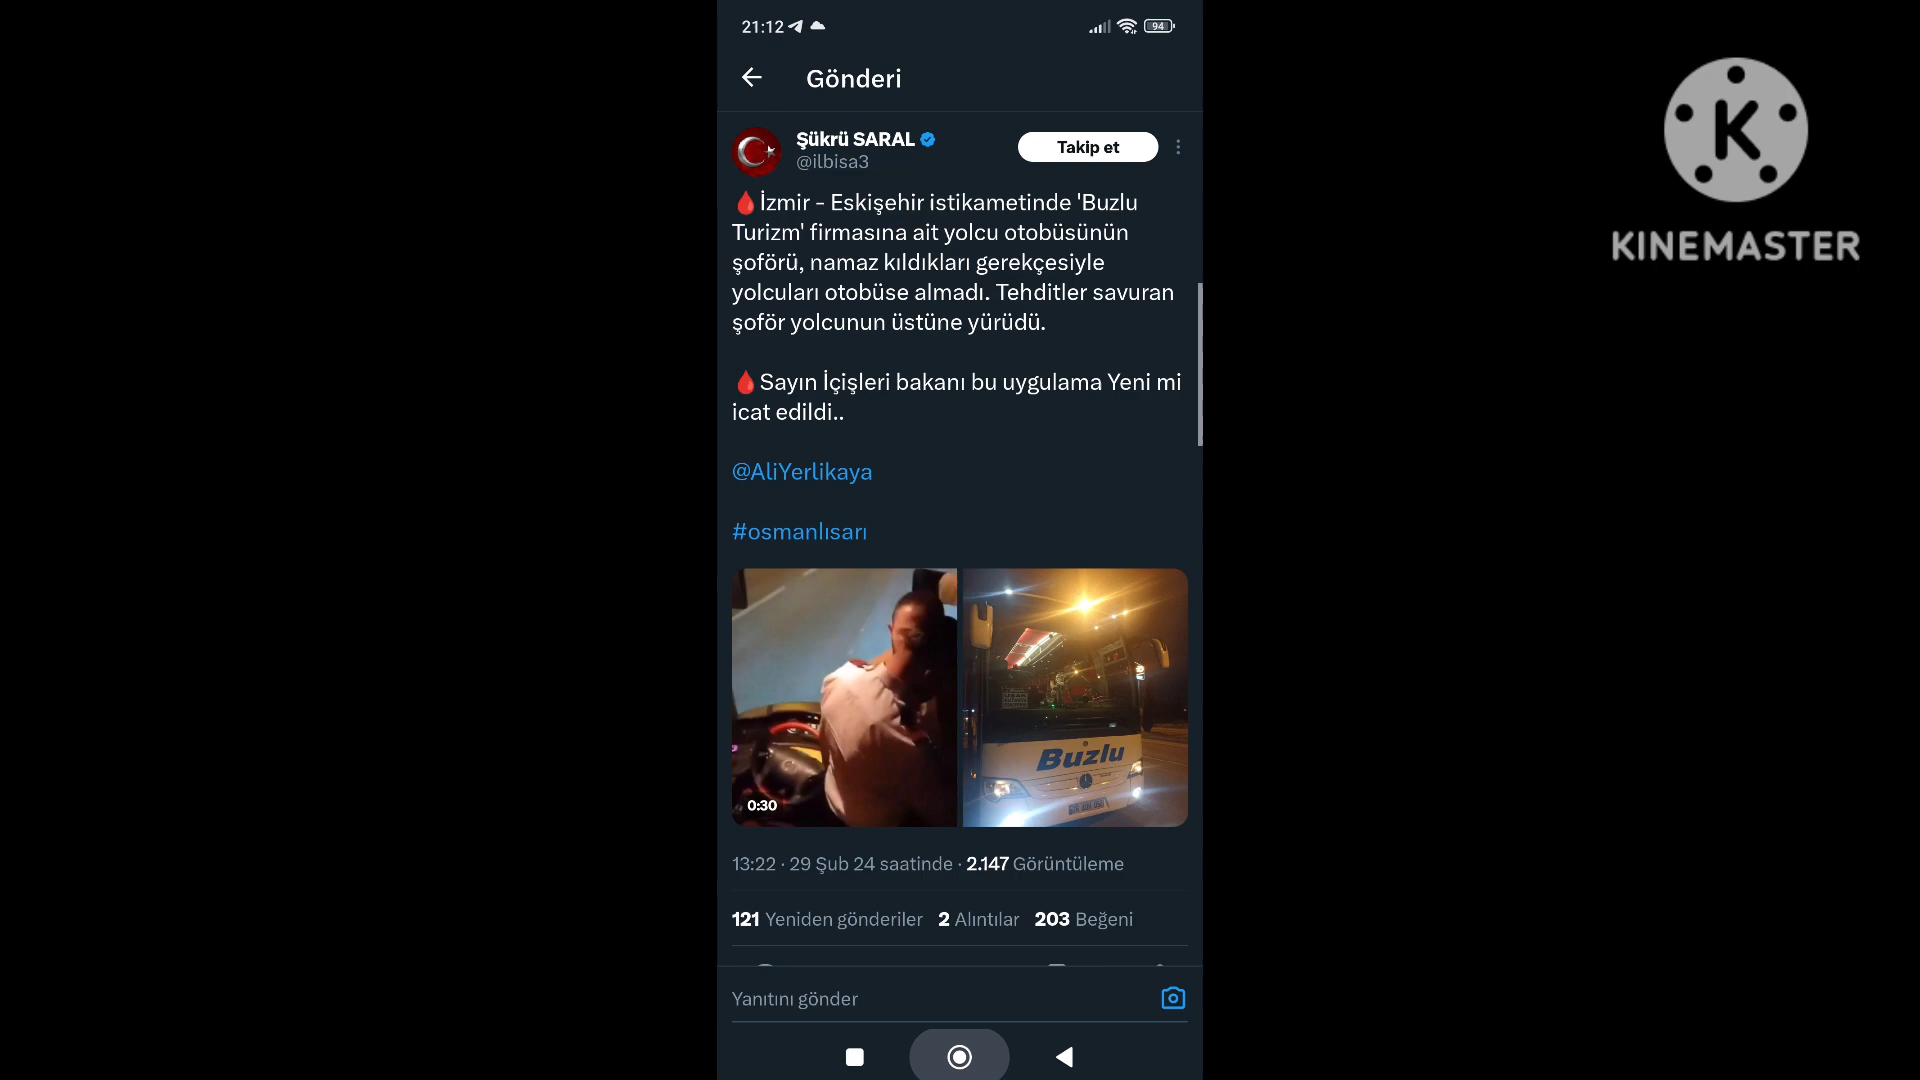 21:12
94
Gönderi
Şükrü SARAL
@ilbisa3
Takip et
KINEMASTER
İzmir - Eskişehir istikametinde 'Buzlu
Turizm' firmasına ait yolcu otobüsünün
şoförü, namaz kıldıkları gerekçesiyle
yolcuları otobüse almadı. Tehditler savuran
şoför yolcunun üstüne yürüdü.
Sayın İçişleri bakanı bu uygulama Yeni mi
icat edildi..
@AliYerlikaya
#osmanlısarı
Buzlu
0:30
13:22 · 29 Şub 24 saatinde · 2.147 Görüntüleme
121 Yeniden gönderiler 2 Alıntılar 203 Beğeni
Yanıtını gönder